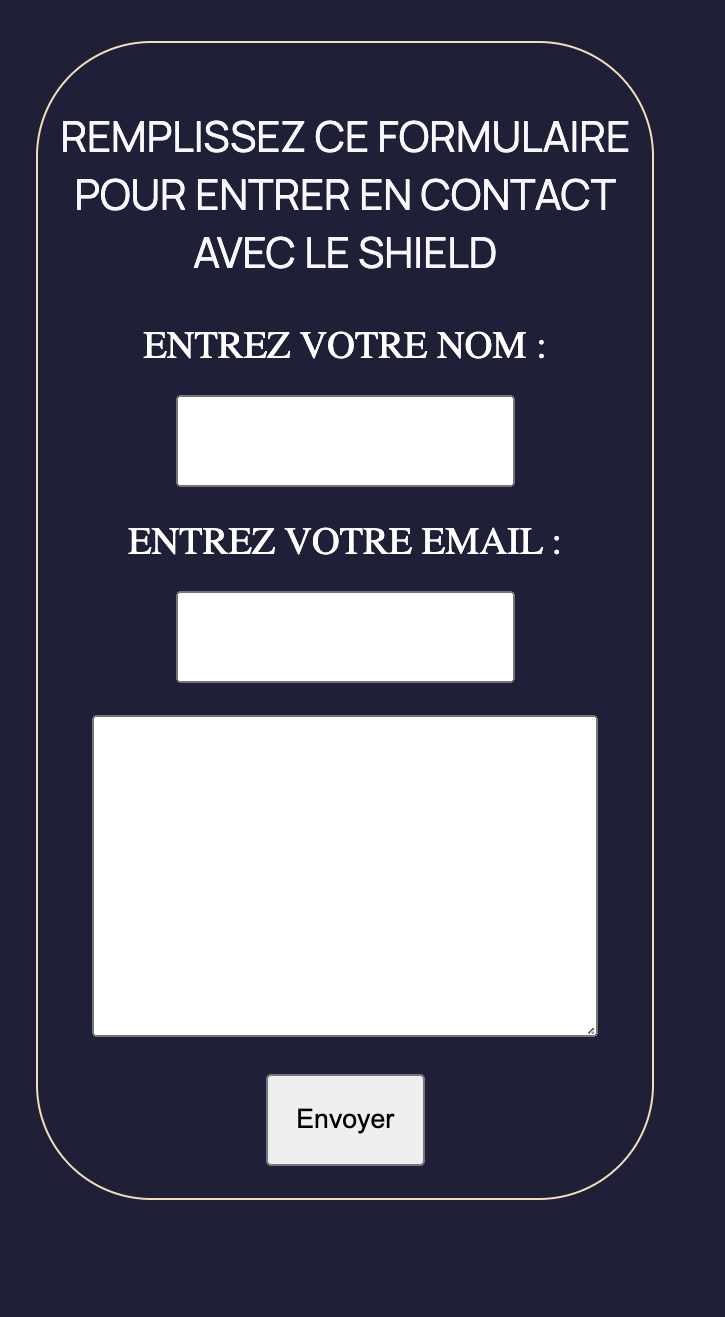 REMPLISSEZ CE FORMULAIRE
POUR ENTRER EN CONTACT
AVEC LE SHIELD
ENTREZ VOTRE NOM :
ENTREZ VOTRE EMAIL :
Envoyer